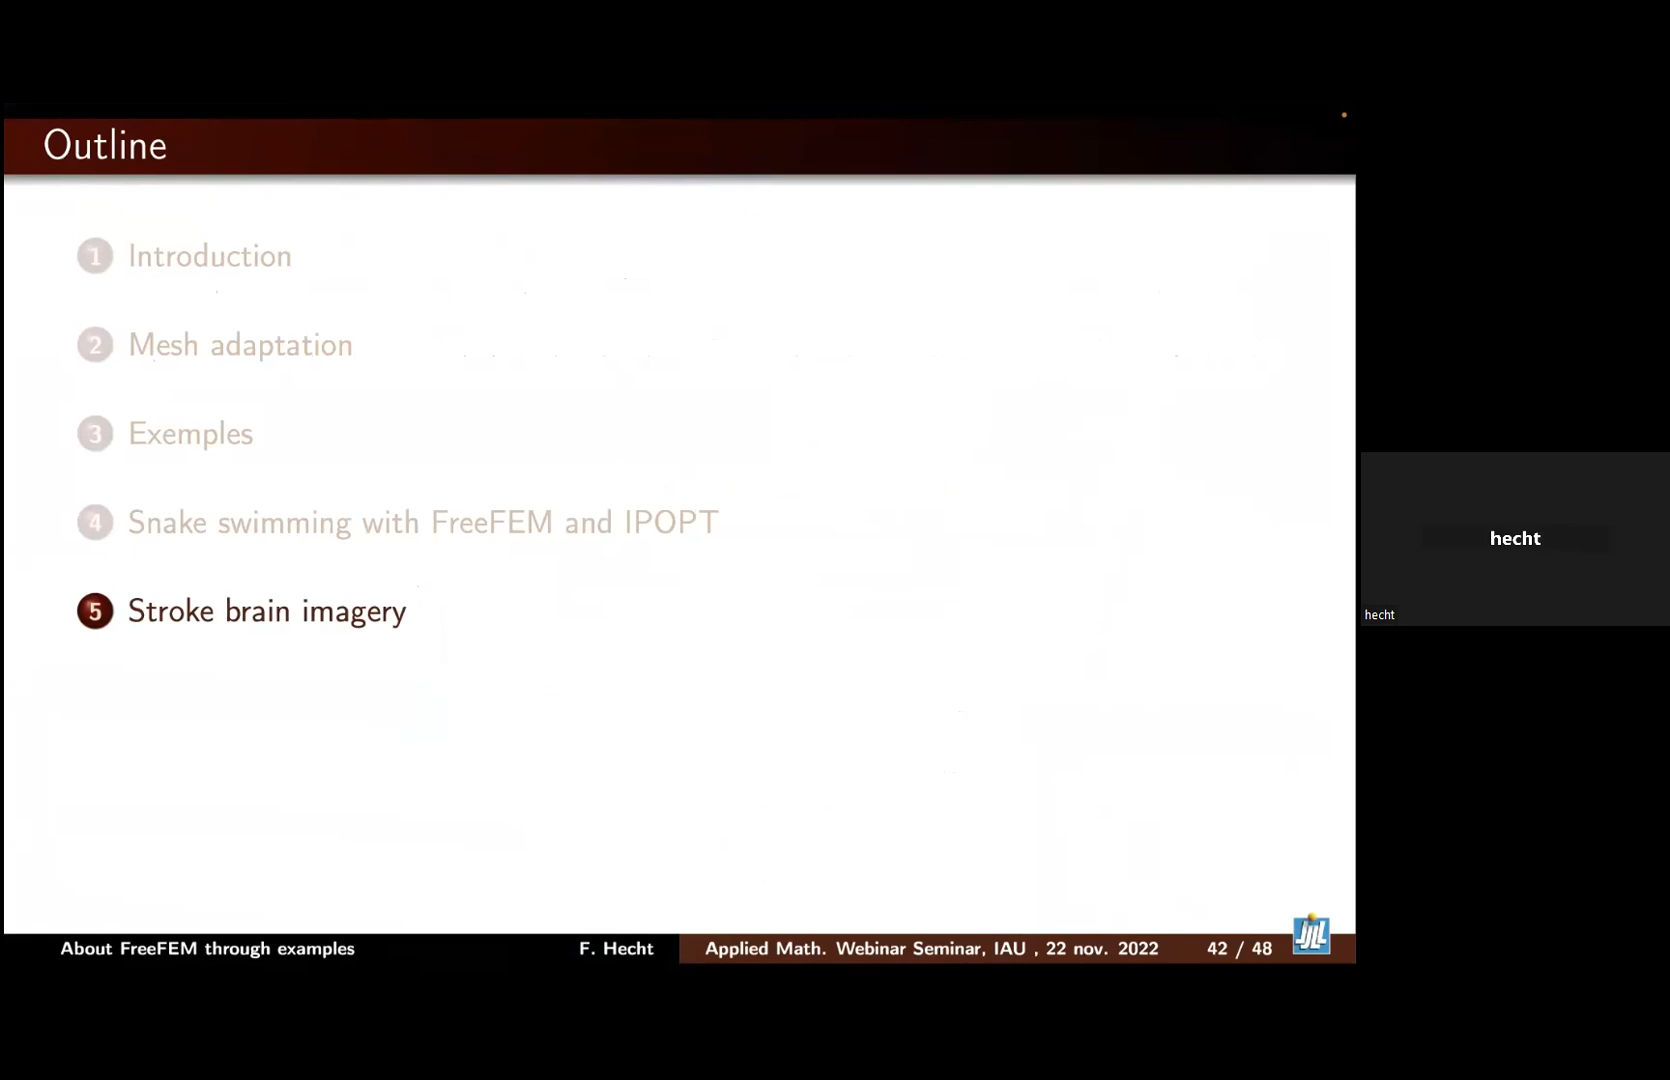 Outline
1 Introduction
2 Mesh adaptation
3 Exemples
4 Snake swimming with FreeFEM and IPOPT
5 Stroke brain imagery
hecht
hecht
About FreeFEM through examples F. Hecht Applied Math. Webinar Seminar, IAU , 22 nov. 2022 42 / 48